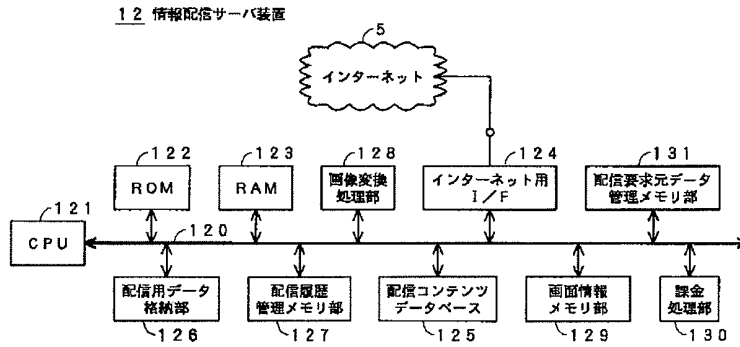 12 情報配信サーバ装置
5
インターネット
122
123
128
124
131
ROM
RAM
画像変換
処理部
インターネット用
I/F
配信要求元データ
管理メモリ部
121
CPU
120
配信用データ
格納部
配信履歴
管理メモリ部
配信コンテンツ
データベース
画面情報
メモリ部
課金
処理部
126
127
125
129
130